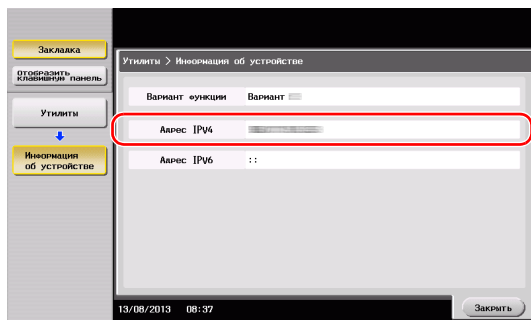 Закладка
Отобразить
клавишную панель
Утилиты > Информация об устройстве
Вариант функции Вариант
Утилиты
Адрес IPv4
Информация
об устройстве
Адрес IPv6 ::
13/08/2013 08:37
Закрыть